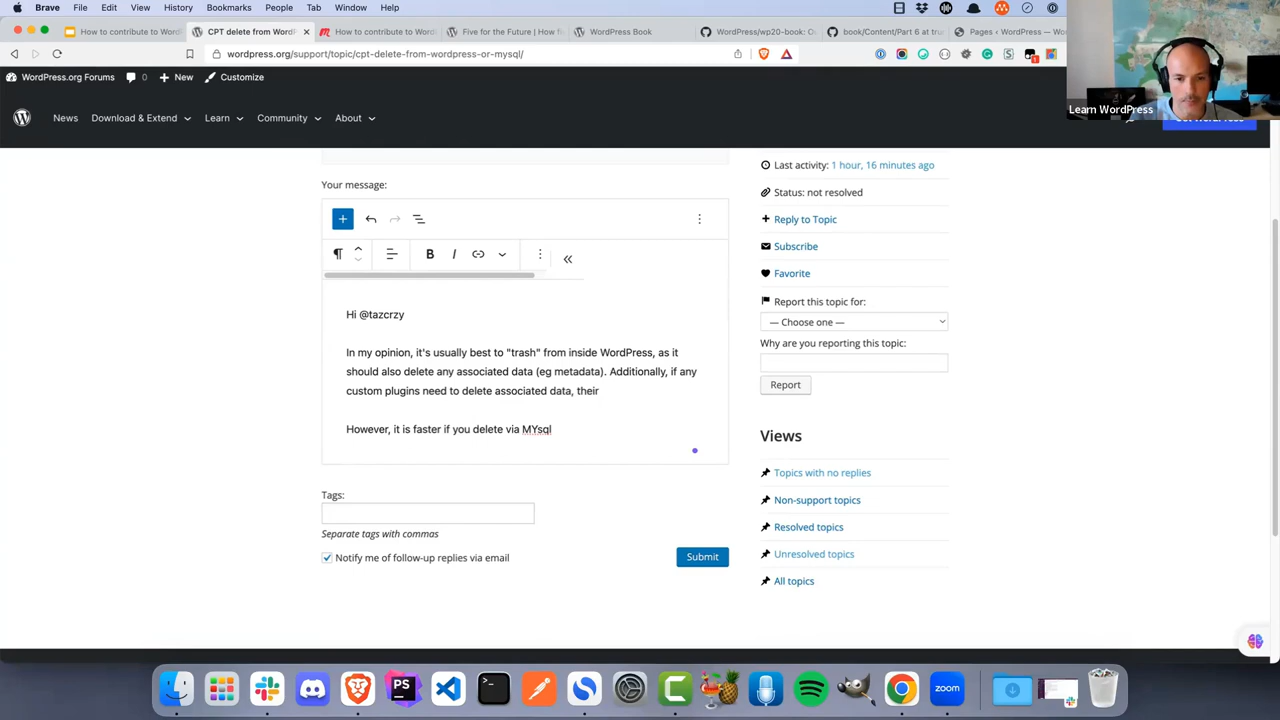 Brave File Edit View History Bookmarks People Tab Window Help
How to contribute to Word
CPT delete from WordP
How to contribute to Word
Five for the Future | How f
WordPress Book
WordPress/wp20-book: O
book/Content/Part 6 at tru
Pages ‹ Wo
wordpress.org/support/topic/cpt-delete-from-wordpress-or-mysql/
WordPress.org Forums 0 New Customize
Learn WordPress
News Download & Extend Learn Community About
Last activity: 1 hour, 16 minutes ago
Your message:
Status: not resolved
Reply to Topic
Subscribe
B I
Favorite
Report this topic for:
Hi @tazcrzy
— Choose one —
Why are you reporting this topic:
In my opinion, it's usually best to "trash" from inside WordPress, as it
should also delete any associated data (eg metadata). Additionally, if any
custom plugins need to delete associated data, their
Report
However, it is faster if you delete via MYsql
Views
Topics with no replies
Tags:
Non-support topics
Separate tags with commas
Resolved topics
Notify me of follow-up replies via email
Submit
Unresolved topics
All topics
PS
zoom